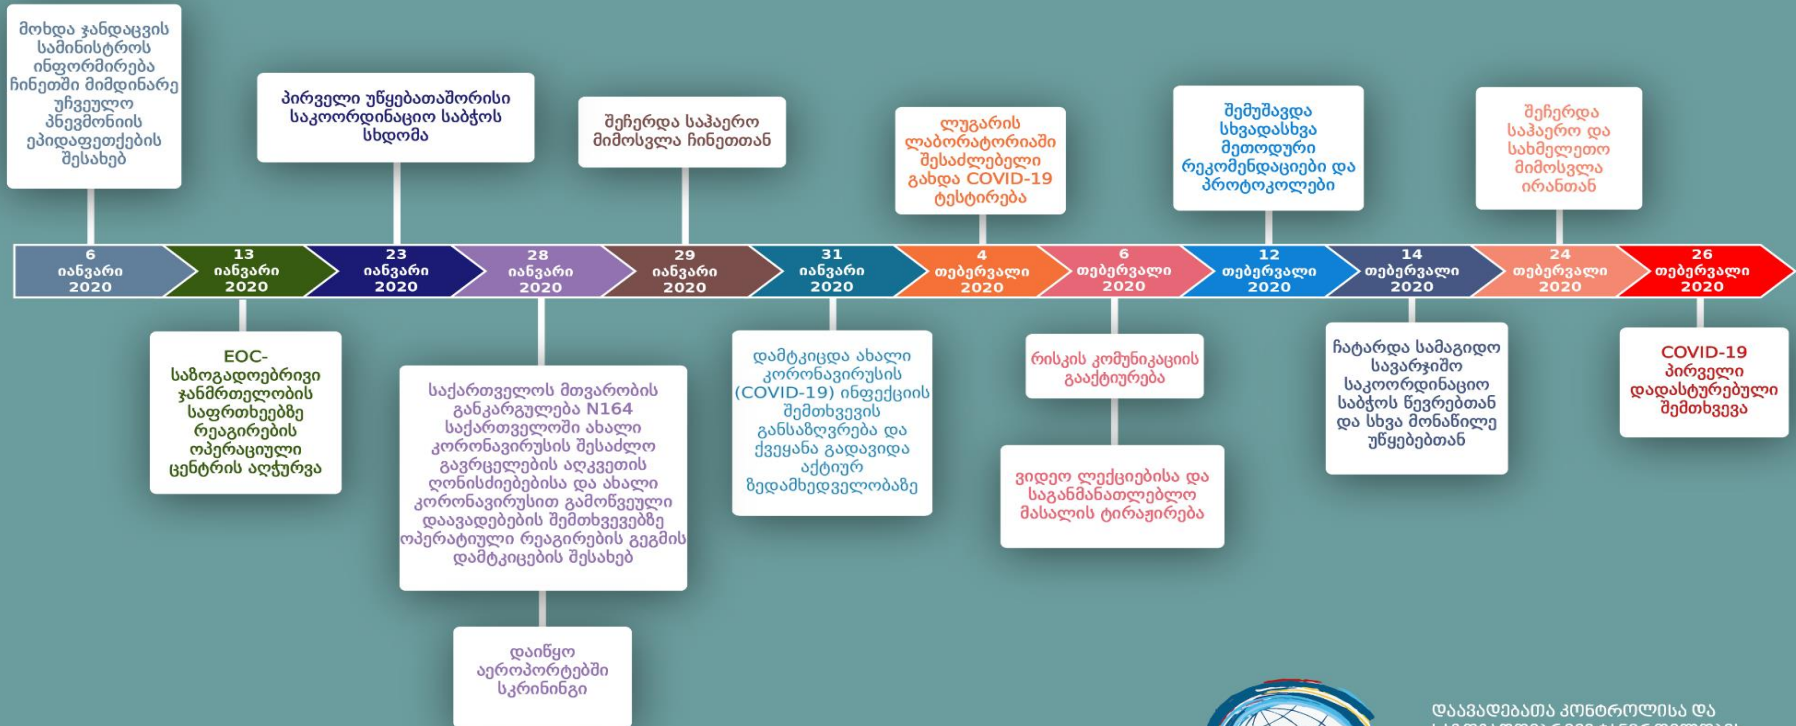 მოხდა ჯანდაცვის
სამინისტროს
ინფორმირება
ჩინეთში მიმდინარე
უჩვეულო
პნევმონიის
ეპიდაფეთქების
შესახებ
პირველი უწყებათაშორისი
საკოორდინაციო საბჭოს
სხდომა
შეჩერდა საჰაერო
მიმოსვლა ჩინეთთან
ლუგარის
ლაბორატორიაში
შესაძლებელი
გახდა COVID-19
ტესტირება
შემუშავდა
სხვადასხვა
მეთოდური
რეკომენდაციები და
პროტოკოლები
შეჩერდა
საჰაერო და
სახმელეთო
მიმოსვლა
ირანთან
6
იანვარი
2020
13
იანვარი
2020
23
იანვარი
2020
28
იანვარი
2020
29
იანვარი
2020
31
იანვარი
2020
4
თებერვალი
2020
6
თებერვალი
2020
12
თებერვალი
2020
14
თებერვალი
2020
24
თებერვალი
2020
26
თებერვალი
2020
EOC-
საზოგადოებრივი
ჯანმრთელობის
საფრთხეებზე
რეაგირების
ოპერაციული
ცენტრის აღჭურვა
საქართველოს მთვარობის
განკარგულება N164
საქართველოში ახალი
კორონავირუსის შესაძლო
გავრცელების აღკვეთის
ღონისძიებებისა და ახალი
კორონავირუსით გამოწვეული
დაავადებების შემთხვევებზე
ოპერატიული რეაგირების გეგმის
დამტკიცების შესახებ
დაიწყო
აეროპორტებში
სკრინინგი
დამტკიცდა ახალი
კორონავირუსის
(COVID-19) ინფექციის
შემთხვევის
განსაზღვრება და
ქვეყანა გადავიდა
აქტიურ
ზედამხედველობაზე
რისკის კომუნიკაციის
გააქტიურება
ვიდეო ლექციებისა და
საგანმანათლებლო
მასალის ტირაჟირება
ჩატარდა სამაგიდო
სავარჯიშო
საკოორდინაციო
საბჭოს წევრებთან
და სხვა მონაწილე
უწყებებთან
COVID-19
პირველი
დადასტურებული
შემთხვევა
დაავადებათა კონტროლისა და